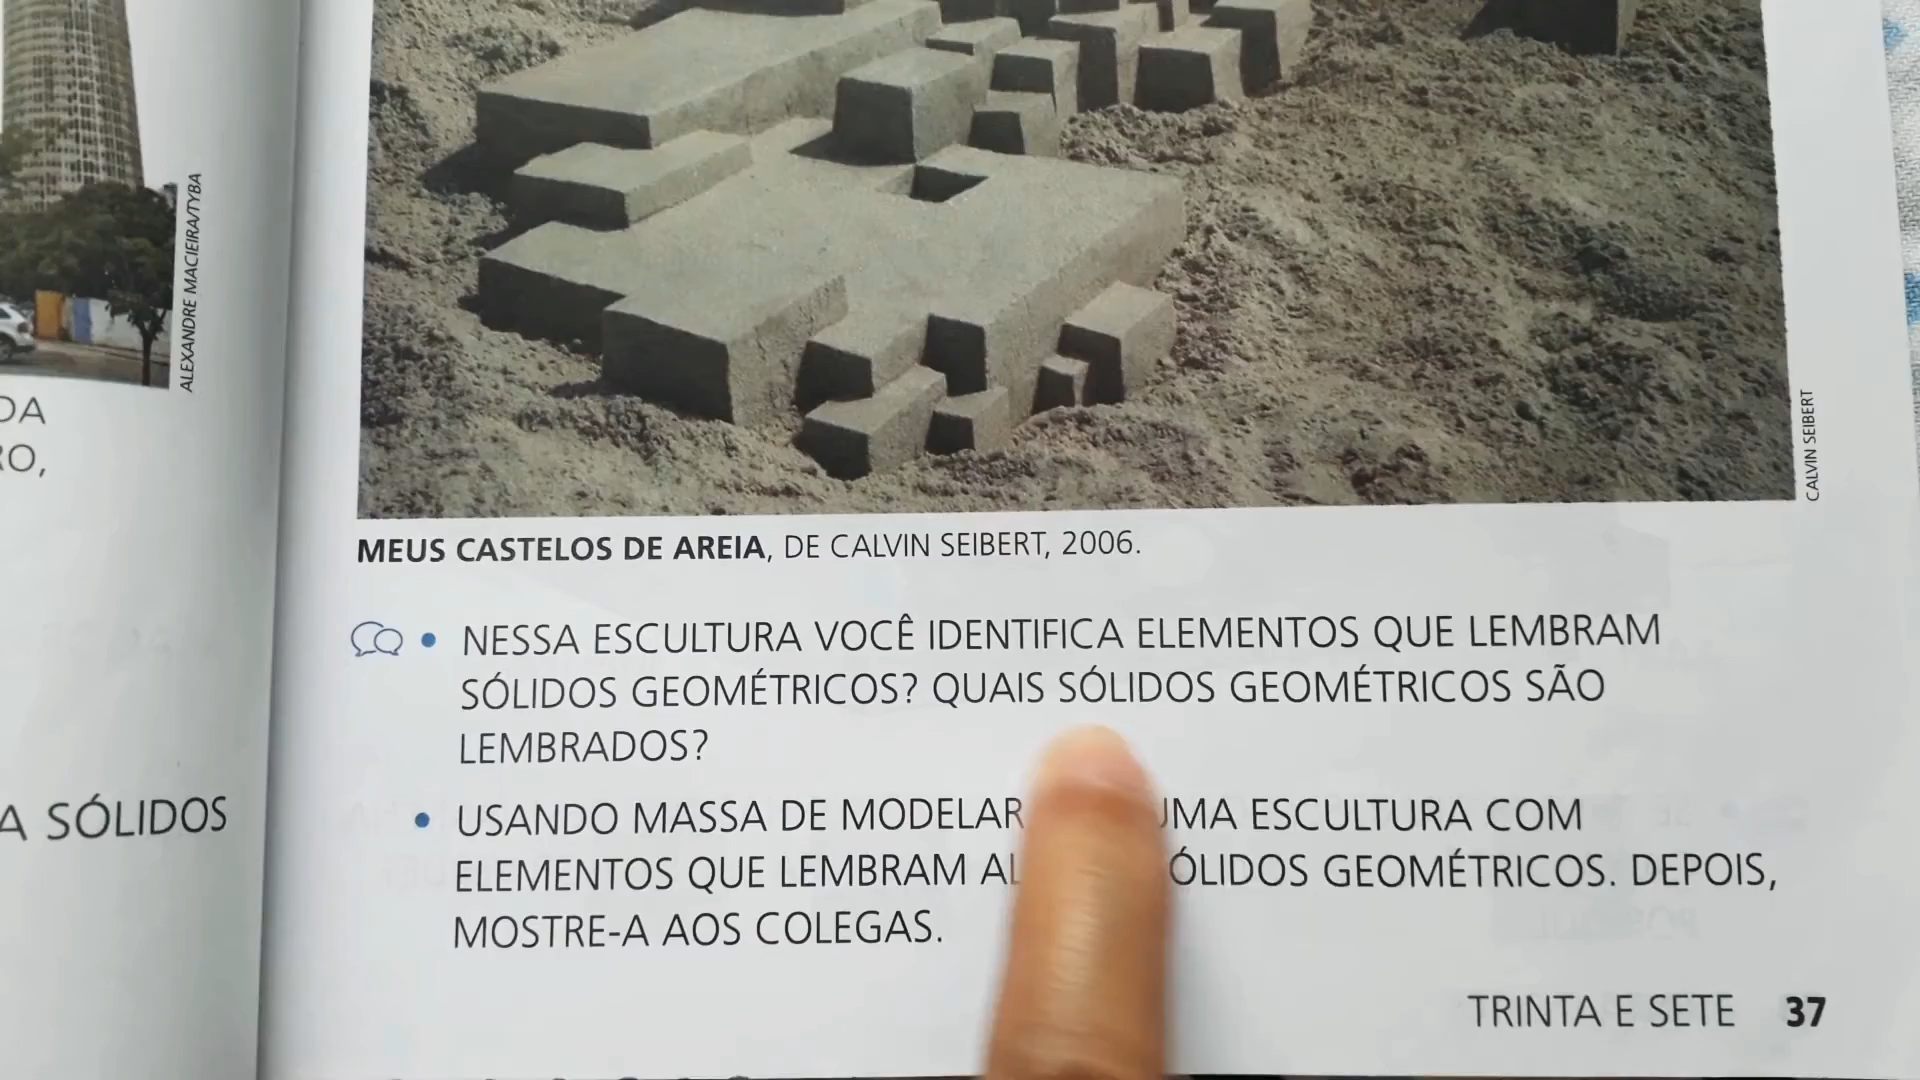 ALEXANDRE MACIEIRA/TYBA
DA
RO,
A SÓLIDOS
CALVIN SEIBERT
MEUS CASTELOS DE AREIA, DE CALVIN SEIBERT, 2006.
• NESSA ESCULTURA VOCÊ IDENTIFICA ELEMENTOS QUE LEMBRAM
SÓLIDOS GEOMÉTRICOS? QUAIS SÓLIDOS GEOMÉTRICOS SÃO
LEMBRADOS?
• USANDO MASSA DE MODELAR UMA ESCULTURA COM
ELEMENTOS QUE LEMBRAM AL ÓLIDOS GEOMÉTRICOS. DEPOIS,
MOSTRE-A AOS COLEGAS.
TRINTA E SETE 37